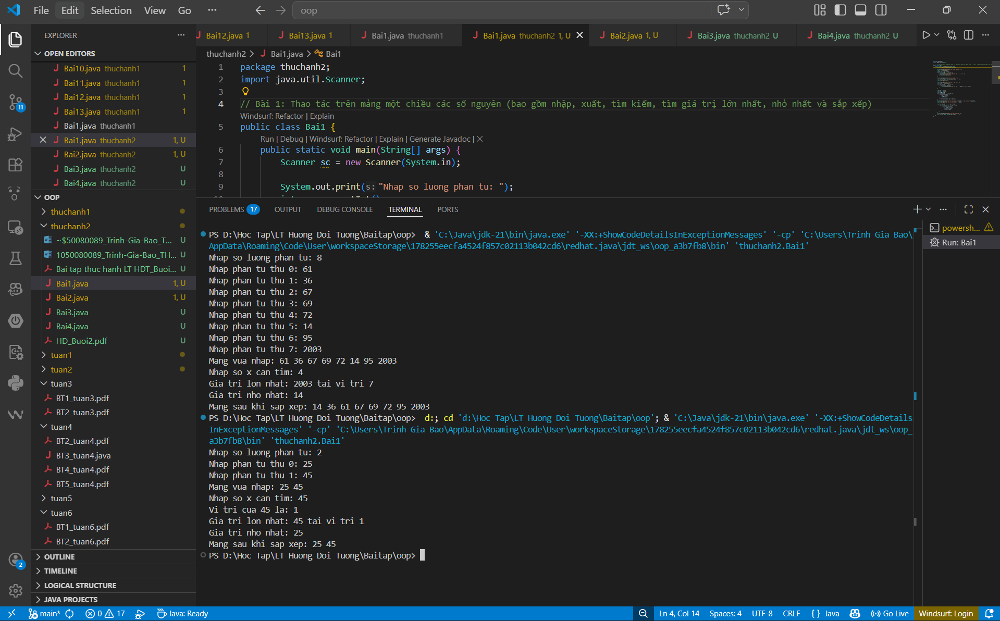 File Edit Selection View Go ··· oop
EXPLORER ···
OPEN EDITORS
Bai10.java thuchanh1 1
Bai11.java thuchanh1 1
Bai12.java thuchanh1 1
Bai13.java thuchanh1 1
Bai1.java thuchanh1
Bai1.java thuchanh2 1, U
Bai2.java thuchanh2 1, U
Bai3.java thuchanh2 U
Bai4.java thuchanh2 U
OOP
thuchanh1
thuchanh2
~$50080089_Trinh-Gia-Bao_T... U
1050080089_Trinh-Gia-Bao_TH... U
Bai tap thuc hanh LT HDT_Buoi... U
Bai1.java 1, U
Bai2.java 1, U
Bai3.java U
Bai4.java U
HD_Buoi2.pdf U
tuan1
tuan2
tuan3
BT1_tuan3.pdf
BT2_tuan3.pdf
tuan4
BT2_tuan4.pdf
BT3_tuan4.java
BT4_tuan4.pdf
BT5_tuan4.pdf
tuan5
tuan6
BT1_tuan6.pdf
BT2_tuan6.pdf
OUTLINE
TIMELINE
LOGICAL STRUCTURE
JAVA PROJECTS
11
2
Bai12.java 1 Bai13.java 1 Bai1.java thuchanh1 Bai1.java thuchanh2 1, U Bai2.java 1, U Bai3.java thuchanh2 U Bai4.java thuchanh2 U
thuchanh2 > Bai1.java > Bai1
1 package thuchanh2;
2 import java.util.Scanner;
3
4 // Bài 1: Thao tác trên mảng một chiều các số nguyên (bao gồm nhập, xuất, tìm kiếm, tìm giá trị lớn nhất, nhỏ nhất và sắp xếp)
Windsurf: Refactor | Explain
5 public class Bai1 {
Run | Debug | Windsurf: Refactor | Explain | Generate Javadoc | ×
6 public static void main(String[] args) {
7 Scanner sc = new Scanner(System.in);
8
9 System.out.print(s: "Nhap so luong phan tu: ");
PROBLEMS 17 OUTPUT DEBUG CONSOLE TERMINAL PORTS
powersh...
Run: Bai1
PS D:\Hoc Tap\LT Huong Doi Tuong\Baitap\oop> & 'C:\Java\jdk-21\bin\java.exe' '-XX:+ShowCodeDetailsInExceptionMessages' '-cp' 'C:\Users\Trinh Gia Bao\
AppData\Roaming\Code\User\workspaceStorage\178255eecfa4524f857c02113b042cd6\redhat.java\jdt_ws\oop_a3b7fb8\bin' 'thuchanh2.Bai1'
Nhap so luong phan tu: 8
Nhap phan tu thu 0: 61
Nhap phan tu thu 1: 36
Nhap phan tu thu 2: 67
Nhap phan tu thu 3: 69
Nhap phan tu thu 4: 72
Nhap phan tu thu 5: 14
Nhap phan tu thu 6: 95
Nhap phan tu thu 7: 2003
Mang vua nhap: 61 36 67 69 72 14 95 2003
Nhap so x can tim: 4
Gia tri lon nhat: 2003 tai vi tri 7
Gia tri nho nhat: 14
Mang sau khi sap xep: 14 36 61 67 69 72 95 2003
PS D:\Hoc Tap\LT Huong Doi Tuong\Baitap\oop> d:; cd 'd:\Hoc Tap\LT Huong Doi Tuong\Baitap\oop'; & 'C:\Java\jdk-21\bin\java.exe' '-XX:+ShowCodeDetails
InExceptionMessages' '-cp' 'C:\Users\Trinh Gia Bao\AppData\Roaming\Code\User\workspaceStorage\178255eecfa4524f857c02113b042cd6\redhat.java\jdt_ws\oop_
a3b7fb8\bin' 'thuchanh2.Bai1'
Nhap so luong phan tu: 2
Nhap phan tu thu 0: 25
Nhap phan tu thu 1: 45
Mang vua nhap: 25 45
Nhap so x can tim: 45
Vi tri cua 45 la: 1
Gia tri lon nhat: 45 tai vi tri 1
Gia tri nho nhat: 25
Mang sau khi sap xep: 25 45
PS D:\Hoc Tap\LT Huong Doi Tuong\Baitap\oop>
main* 0 17 Java: Ready Ln 4, Col 14 Spaces: 4 UTF-8 CRLF {} Java Go Live Windsurf: Login